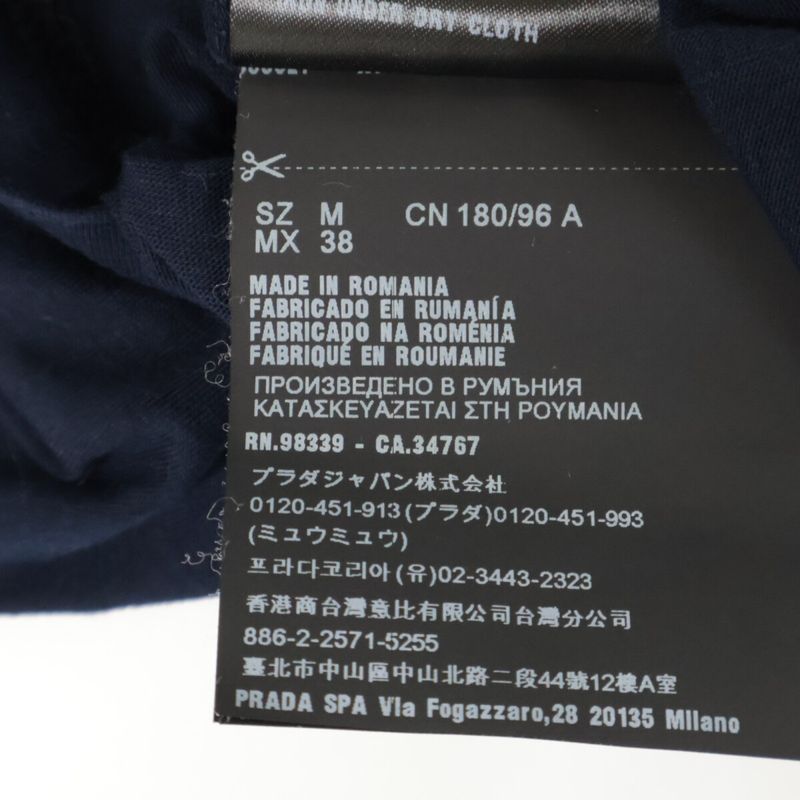 IRON UNDER DRY CLOTH
SZ M CN 180/96 A
MX 38
MADE IN ROMANIA
FABRICADO EN RUMANÍA
FABRICADO NA ROMÉNIA
FABRIQUÉ EN ROUMANIE
ПРОИЗВЕДЕНО В РУМЪНИЯ
ΚΑΤΑΣΚΕΥΑΖΕΤΑΙ ΣΤΗ ΡΟΥΜΑΝΙΑ
RN.98339 - CA.34767
プラダジャパン株式会社
0120-451-913(プラダ)0120-451-993
(ミュウミュウ)
프라다코리아(유)02-3443-2323
香港商台灣意比有限公司台灣分公司
886-2-2571-5255
臺北市中山區中山北路二段44號12樓A室
PRADA SPA Via Fogazzaro,28 20135 Milano